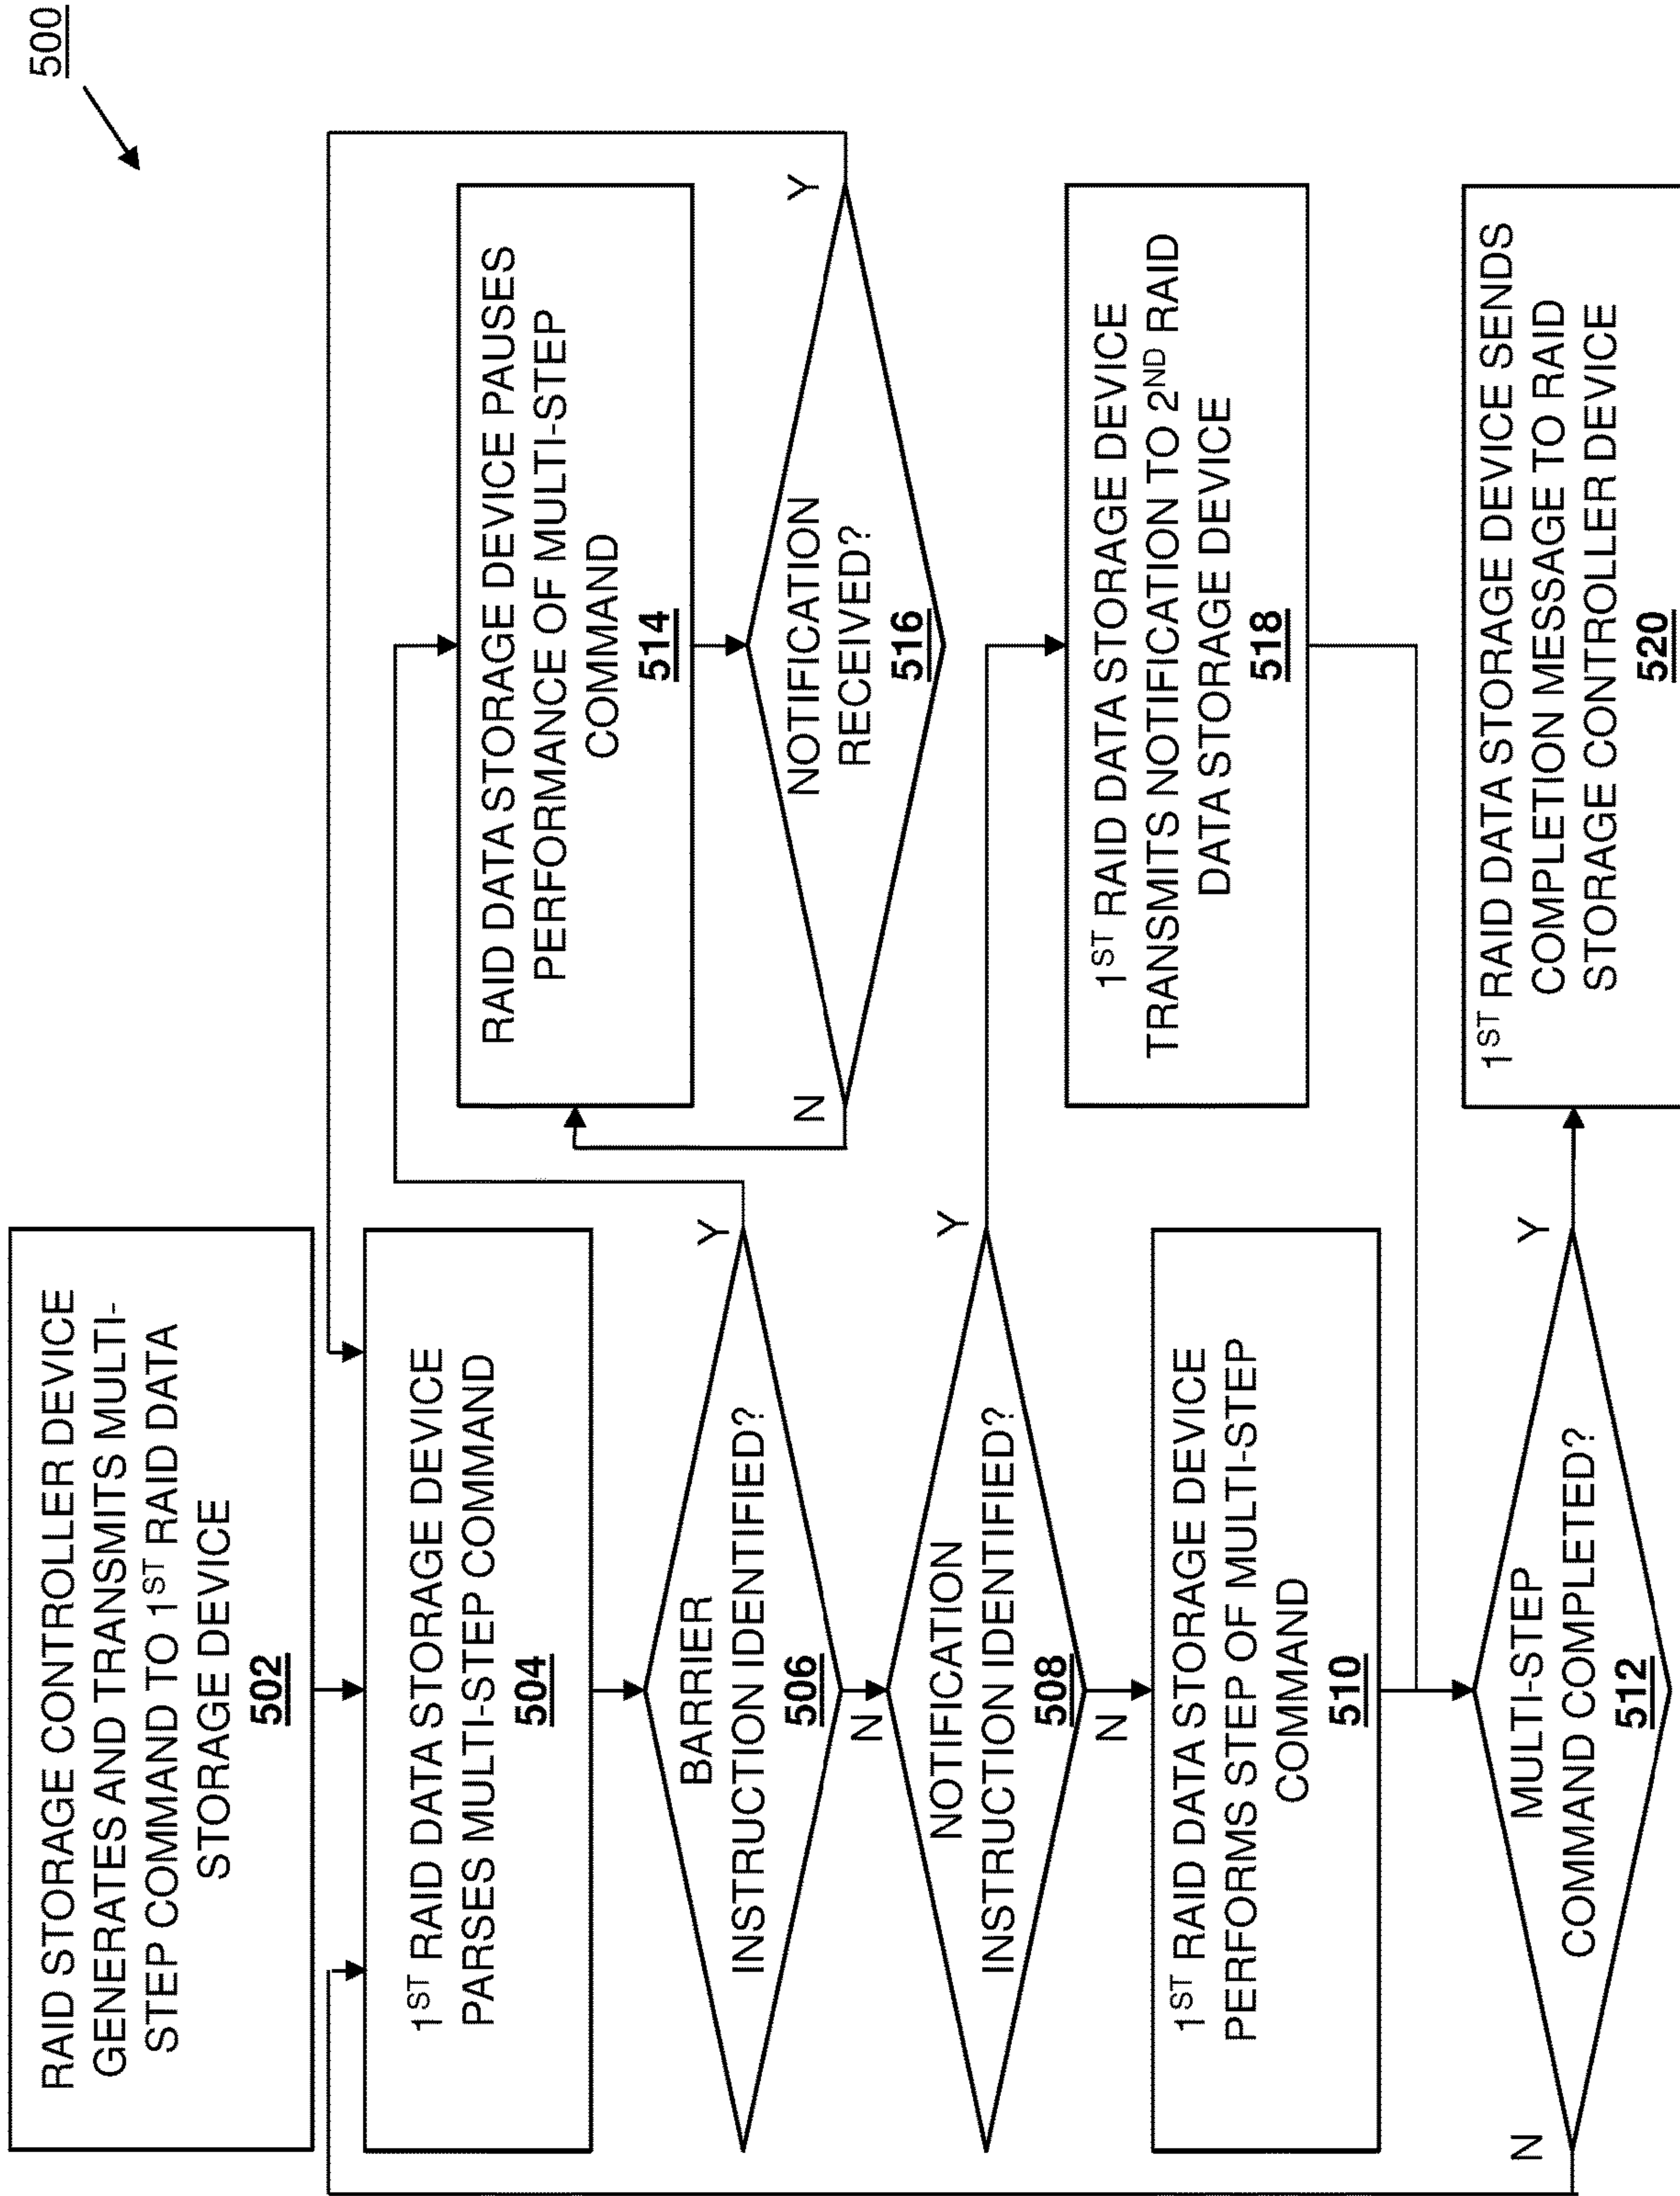 500
RAID STORAGE CONTROLLER DEVICE
GENERATES AND TRANSMITS MULTI-
STEP COMMAND TO 1ST RAID DATA
STORAGE DEVICE
502
1ST RAID DATA STORAGE DEVICE
PARSES MULTI-STEP COMMAND
504
BARRIER
INSTRUCTION IDENTIFIED?
506
Y
N
NOTIFICATION
INSTRUCTION IDENTIFIED?
508
Y
N
1ST RAID DATA STORAGE DEVICE
PERFORMS STEP OF MULTI-STEP
COMMAND
510
MULTI-STEP
COMMAND COMPLETED?
512
N
Y
RAID DATA STORAGE DEVICE PAUSES
PERFORMANCE OF MULTI-STEP
COMMAND
514
NOTIFICATION
RECEIVED?
516
N
Y
1ST RAID DATA STORAGE DEVICE
TRANSMITS NOTIFICATION TO 2ND RAID
DATA STORAGE DEVICE
518
1ST RAID DATA STORAGE DEVICE SENDS
COMPLETION MESSAGE TO RAID
STORAGE CONTROLLER DEVICE
520